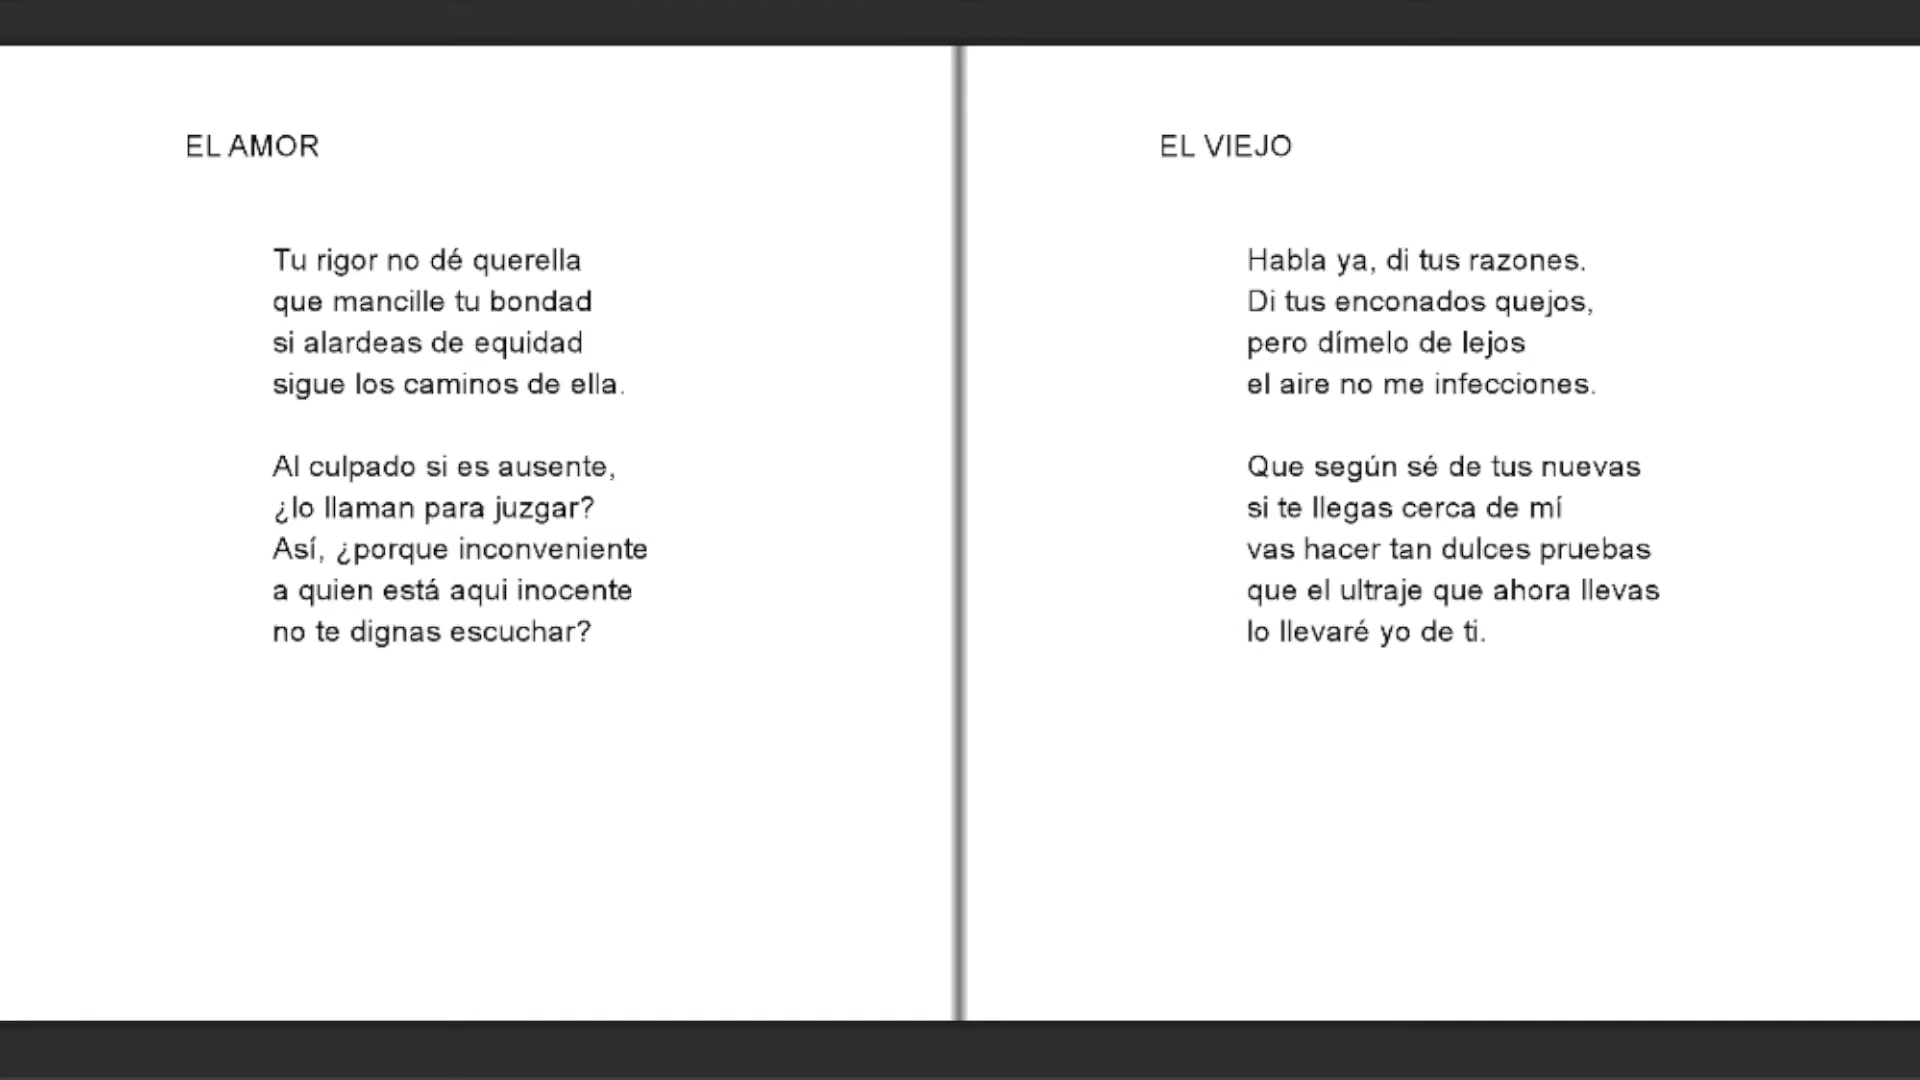 EL AMOR
Tu rigor no dé querella
que mancille tu bondad
si alardeas de equidad
sigue los caminos de ella.
Al culpado si es ausente,
¿lo llaman para juzgar?
Así, ¿porque inconveniente
a quien está aqui inocente
no te dignas escuchar?
EL VIEJO
Habla ya, di tus razones.
Di tus enconados quejos,
pero dímelo de lejos
el aire no me infecciones.
Que según sé de tus nuevas
si te llegas cerca de mí
vas hacer tan dulces pruebas
que el ultraje que ahora llevas
lo llevaré yo de ti.